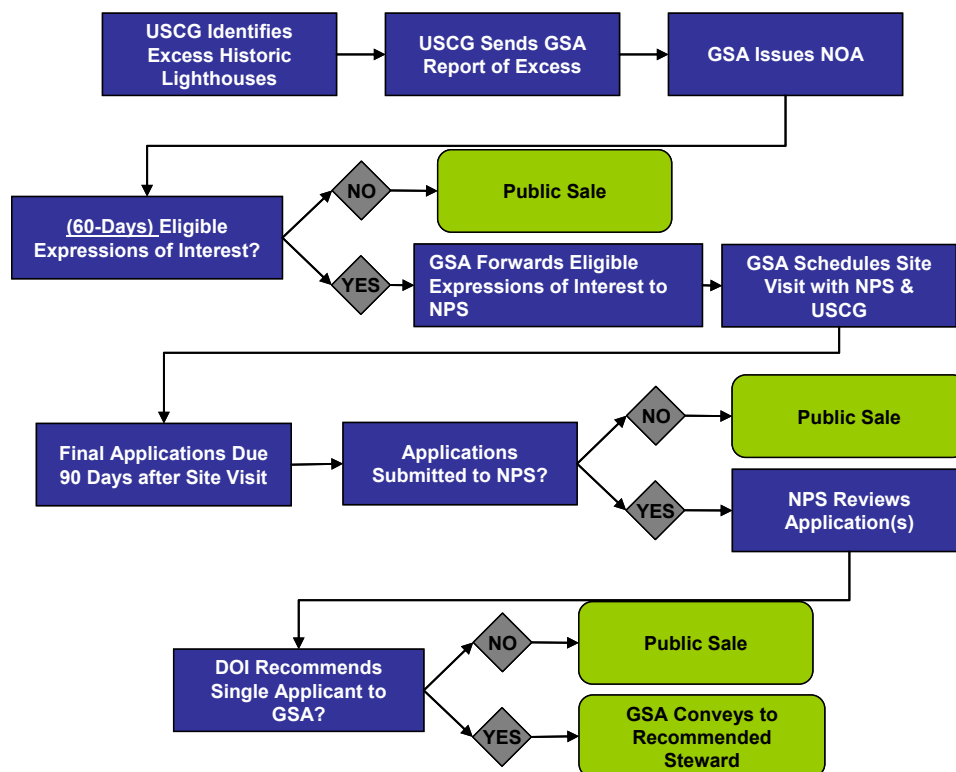 USCG Identifies
Excess Historic
Lighthouses
USCG Sends GSA
Report of Excess
GSA Issues NOA
(60-Days) Eligible
Expressions of Interest?
NO
Public Sale
YES
GSA Forwards Eligible
Expressions of Interest to
NPS
GSA Schedules Site
Visit with NPS &
USCG
Final Applications Due
90 Days after Site Visit
Applications
Submitted to NPS?
NO
Public Sale
YES
NPS Reviews
Application(s)
DOI Recommends
Single Applicant to
GSA?
NO
Public Sale
YES
GSA Conveys to
Recommended
Steward